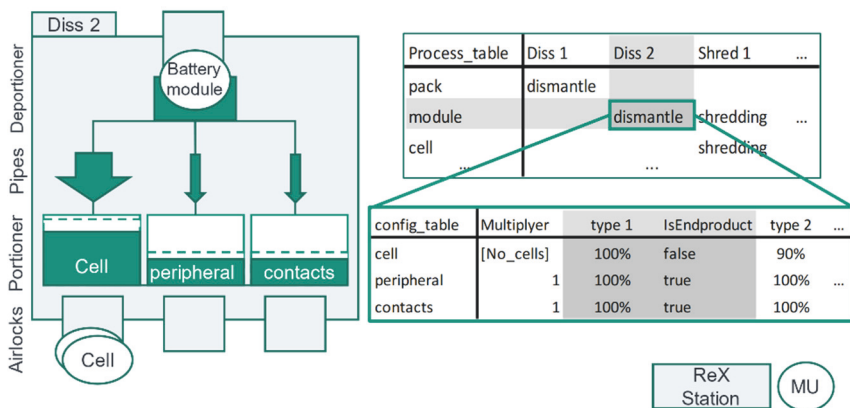 Diss 2
Deportioner
Pipes
Portioner
Airlocks
Battery
module
Cell
peripheral
contacts
Cell
Process_table Diss 1 Diss 2 Shred 1 ...
pack dismantle
module dismantle shredding ...
cell shredding
... ...
config_table Multiplyer type 1 IsEndproduct type 2 ...
cell [No_cells] 100% false 90%
peripheral 1 100% true 100% ...
contacts 1 100% true 100%
ReX
Station
MU